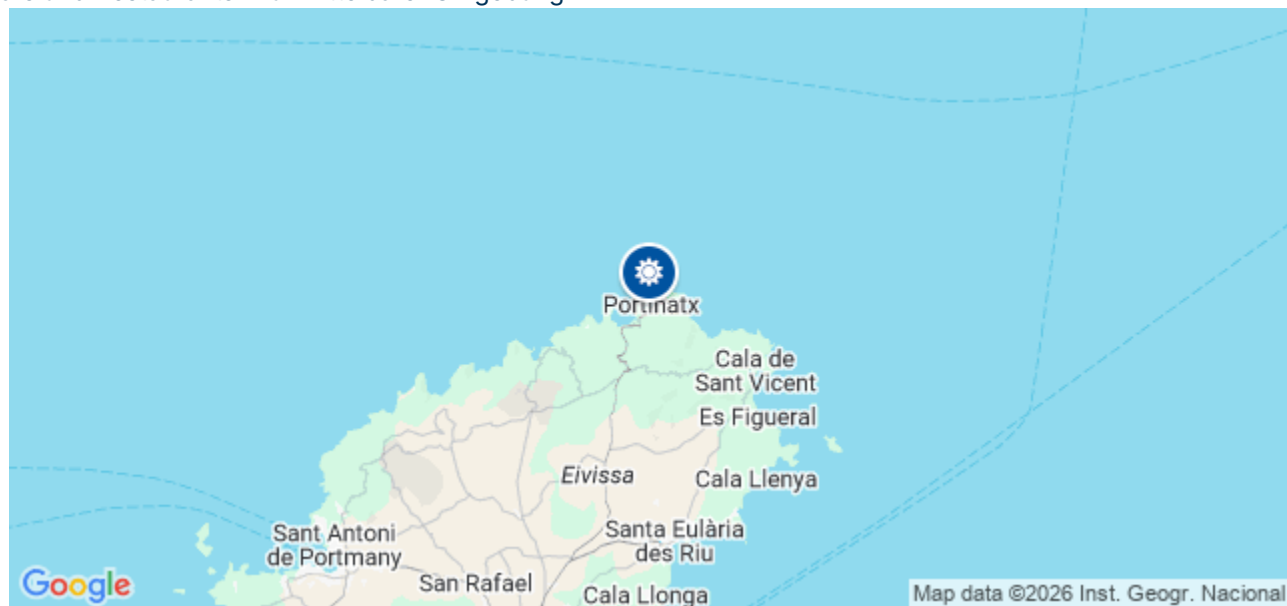 Portinatx
Cala de
Sant Vicent
Es Figueral
Eivissa
Cala Llenya
Sant Antoni
de Portmany
Santa Eulària
des Riu
San Rafael
Cala Llonga
Google
Map data ©2026 Inst. Geogr. Nacional